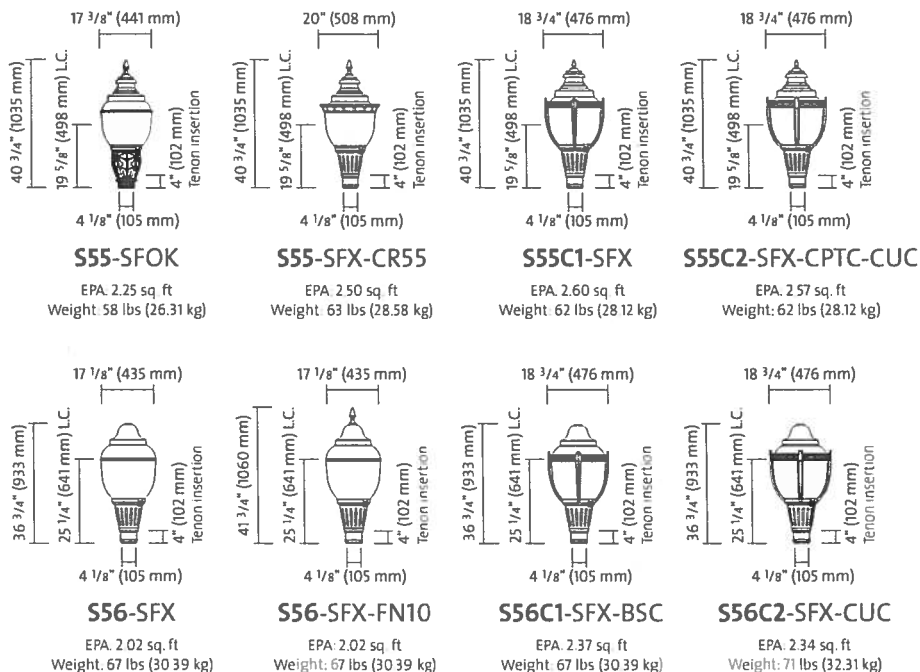 17 3/8" (441 mm)
40 3/4" (1035 mm)
19 5/8" (498 mm) L.C.
4" (102 mm)
Tenon insertion
4 1/8" (105 mm)
S55-SFOK
EPA. 2.25 sq. ft
Weight: 58 lbs (26.31 kg)
20" (508 mm)
40 3/4" (1035 mm)
19 5/8" (498 mm) L.C.
4" (102 mm)
Tenon insertion
4 1/8" (105 mm)
S55-SFX-CR55
EPA: 2.50 sq. ft
Weight: 63 lbs (28.58 kg)
18 3/4" (476 mm)
40 3/4" (1035 mm)
19 5/8" (498 mm) L.C.
4" (102 mm)
Tenon insertion
4 1/8" (105 mm)
S55C1-SFX
EPA. 2.60 sq. ft
Weight: 62 lbs (28.12 kg)
18 3/4" (476 mm)
40 3/4" (1035 mm)
19 5/8" (498 mm) L.C.
4" (102 mm)
Tenon insertion
4 1/8" (105 mm)
S55C2-SFX-CPTC-CUC
EPA. 2 57 sq. ft
Weight: 62 lbs (28.12 kg)
17 1/8" (435 mm)
36 3/4" (933 mm)
25 1/4" (641 mm) L.C.
4" (102 mm)
Tenon insertion
4 1/8" (105 mm)
S56-SFX
EPA. 2 02 sq. ft
Weight. 67 lbs (30 39 kg)
17 1/8" (435 mm)
41 3/4" (1060 mm)
25 1/4" (641 mm) L.C.
4" (102 mm)
Tenon insertion
4 1/8" (105 mm)
S56-SFX-FN10
EPA: 2.02 sq. ft
Weight: 67 lbs (30 39 kg)
18 3/4" (476 mm)
36 3/4" (933 mm)
25 1/4" (641 mm) L.C.
4" (102 mm)
Tenon insertion
4 1/8" (105 mm)
S56C1-SFX-BSC
EPA. 2.37 sq. ft
Weight: 67 lbs (30.39 kg)
18 3/4" (476 mm)
36 3/4" (933 mm)
25 1/4" (641 mm) L.C.
4" (102 mm)
Tenon insertion
4 1/8" (105 mm)
S56C2-SFX-CUC
EPA: 2.34 sq. ft
Weight: 71 lbs (32.31 kg)